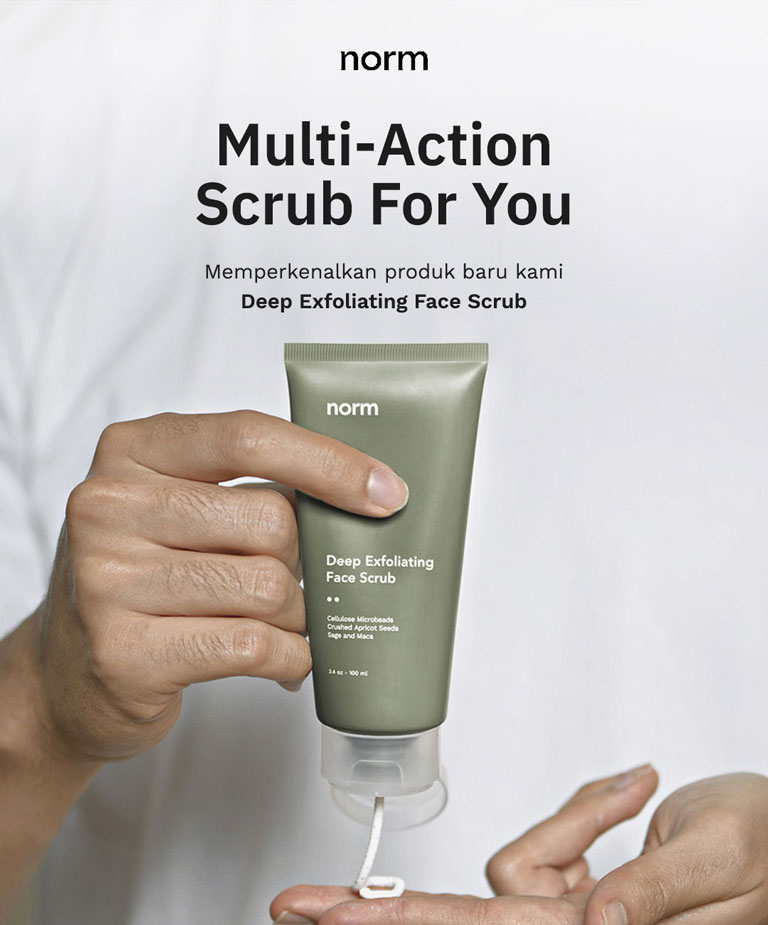 norm
Multi-Action
Scrub For You
Memperkenalkan produk baru kami
Deep Exfoliating Face Scrub
norm
Deep Exfoliating
Face Scrub
Cellulose Microbeads
Crushed Apricot Seeds
Sage and Maca
3.4 oz - 100 ml